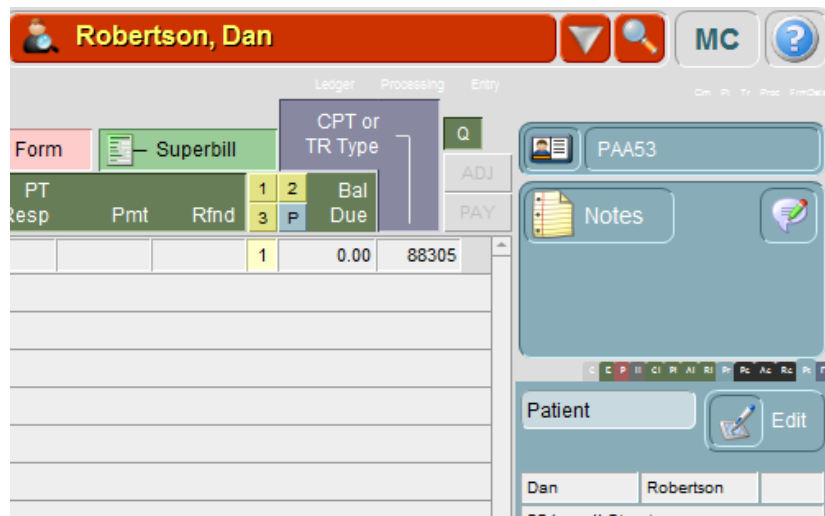 Robertson, Dan
MC
Ledger Processing Entry
Form
Superbill
CPT or
TR Type
Q
ADJ
PAY
PT
Resp
Pmt
Rfnd
1 2
3 P
Bal
Due
1 0.00 88305
PAA53
Notes
Patient
Edit
Dan Robertson